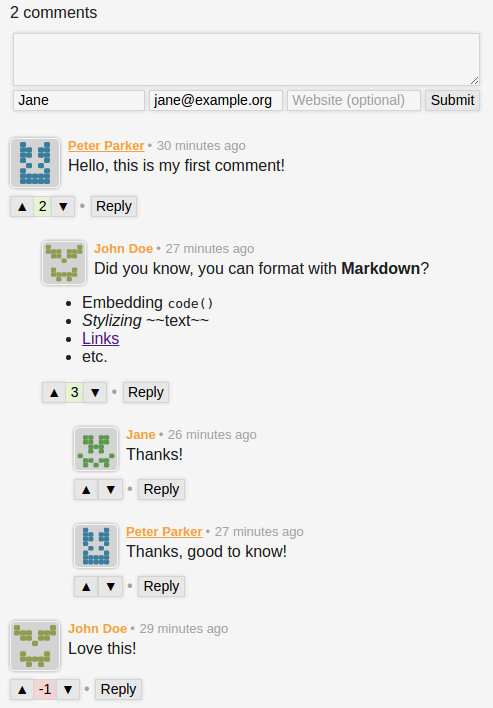 2 comments
Jane jane@example.org Website (optional) Submit
Peter Parker • 30 minutes ago
Hello, this is my first comment!
▲ 2 ▼ • Reply
John Doe • 27 minutes ago
Did you know, you can format with Markdown?
• Embedding code()
• Stylizing ~~text~~
• Links
• etc.
▲ 3 ▼ • Reply
Jane • 26 minutes ago
Thanks!
▲ ▼ • Reply
Peter Parker • 27 minutes ago
Thanks, good to know!
▲ ▼ • Reply
John Doe • 29 minutes ago
Love this!
▲ -1 ▼ • Reply